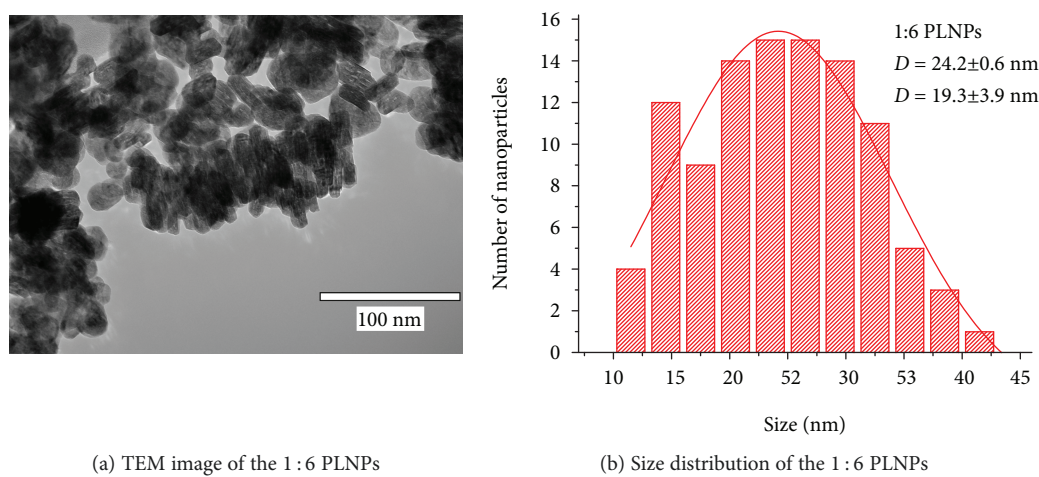 100 nm
16
14
12
10
8
6
4
2
0
Number of nanoparticles
1:6 PLNPs
D = 24.2±0.6 nm
D = 19.3±3.9 nm
10 15 20 52 30 53 40 45
Size (nm)
(a) TEM image of the 1 : 6 PLNPs
(b) Size distribution of the 1 : 6 PLNPs